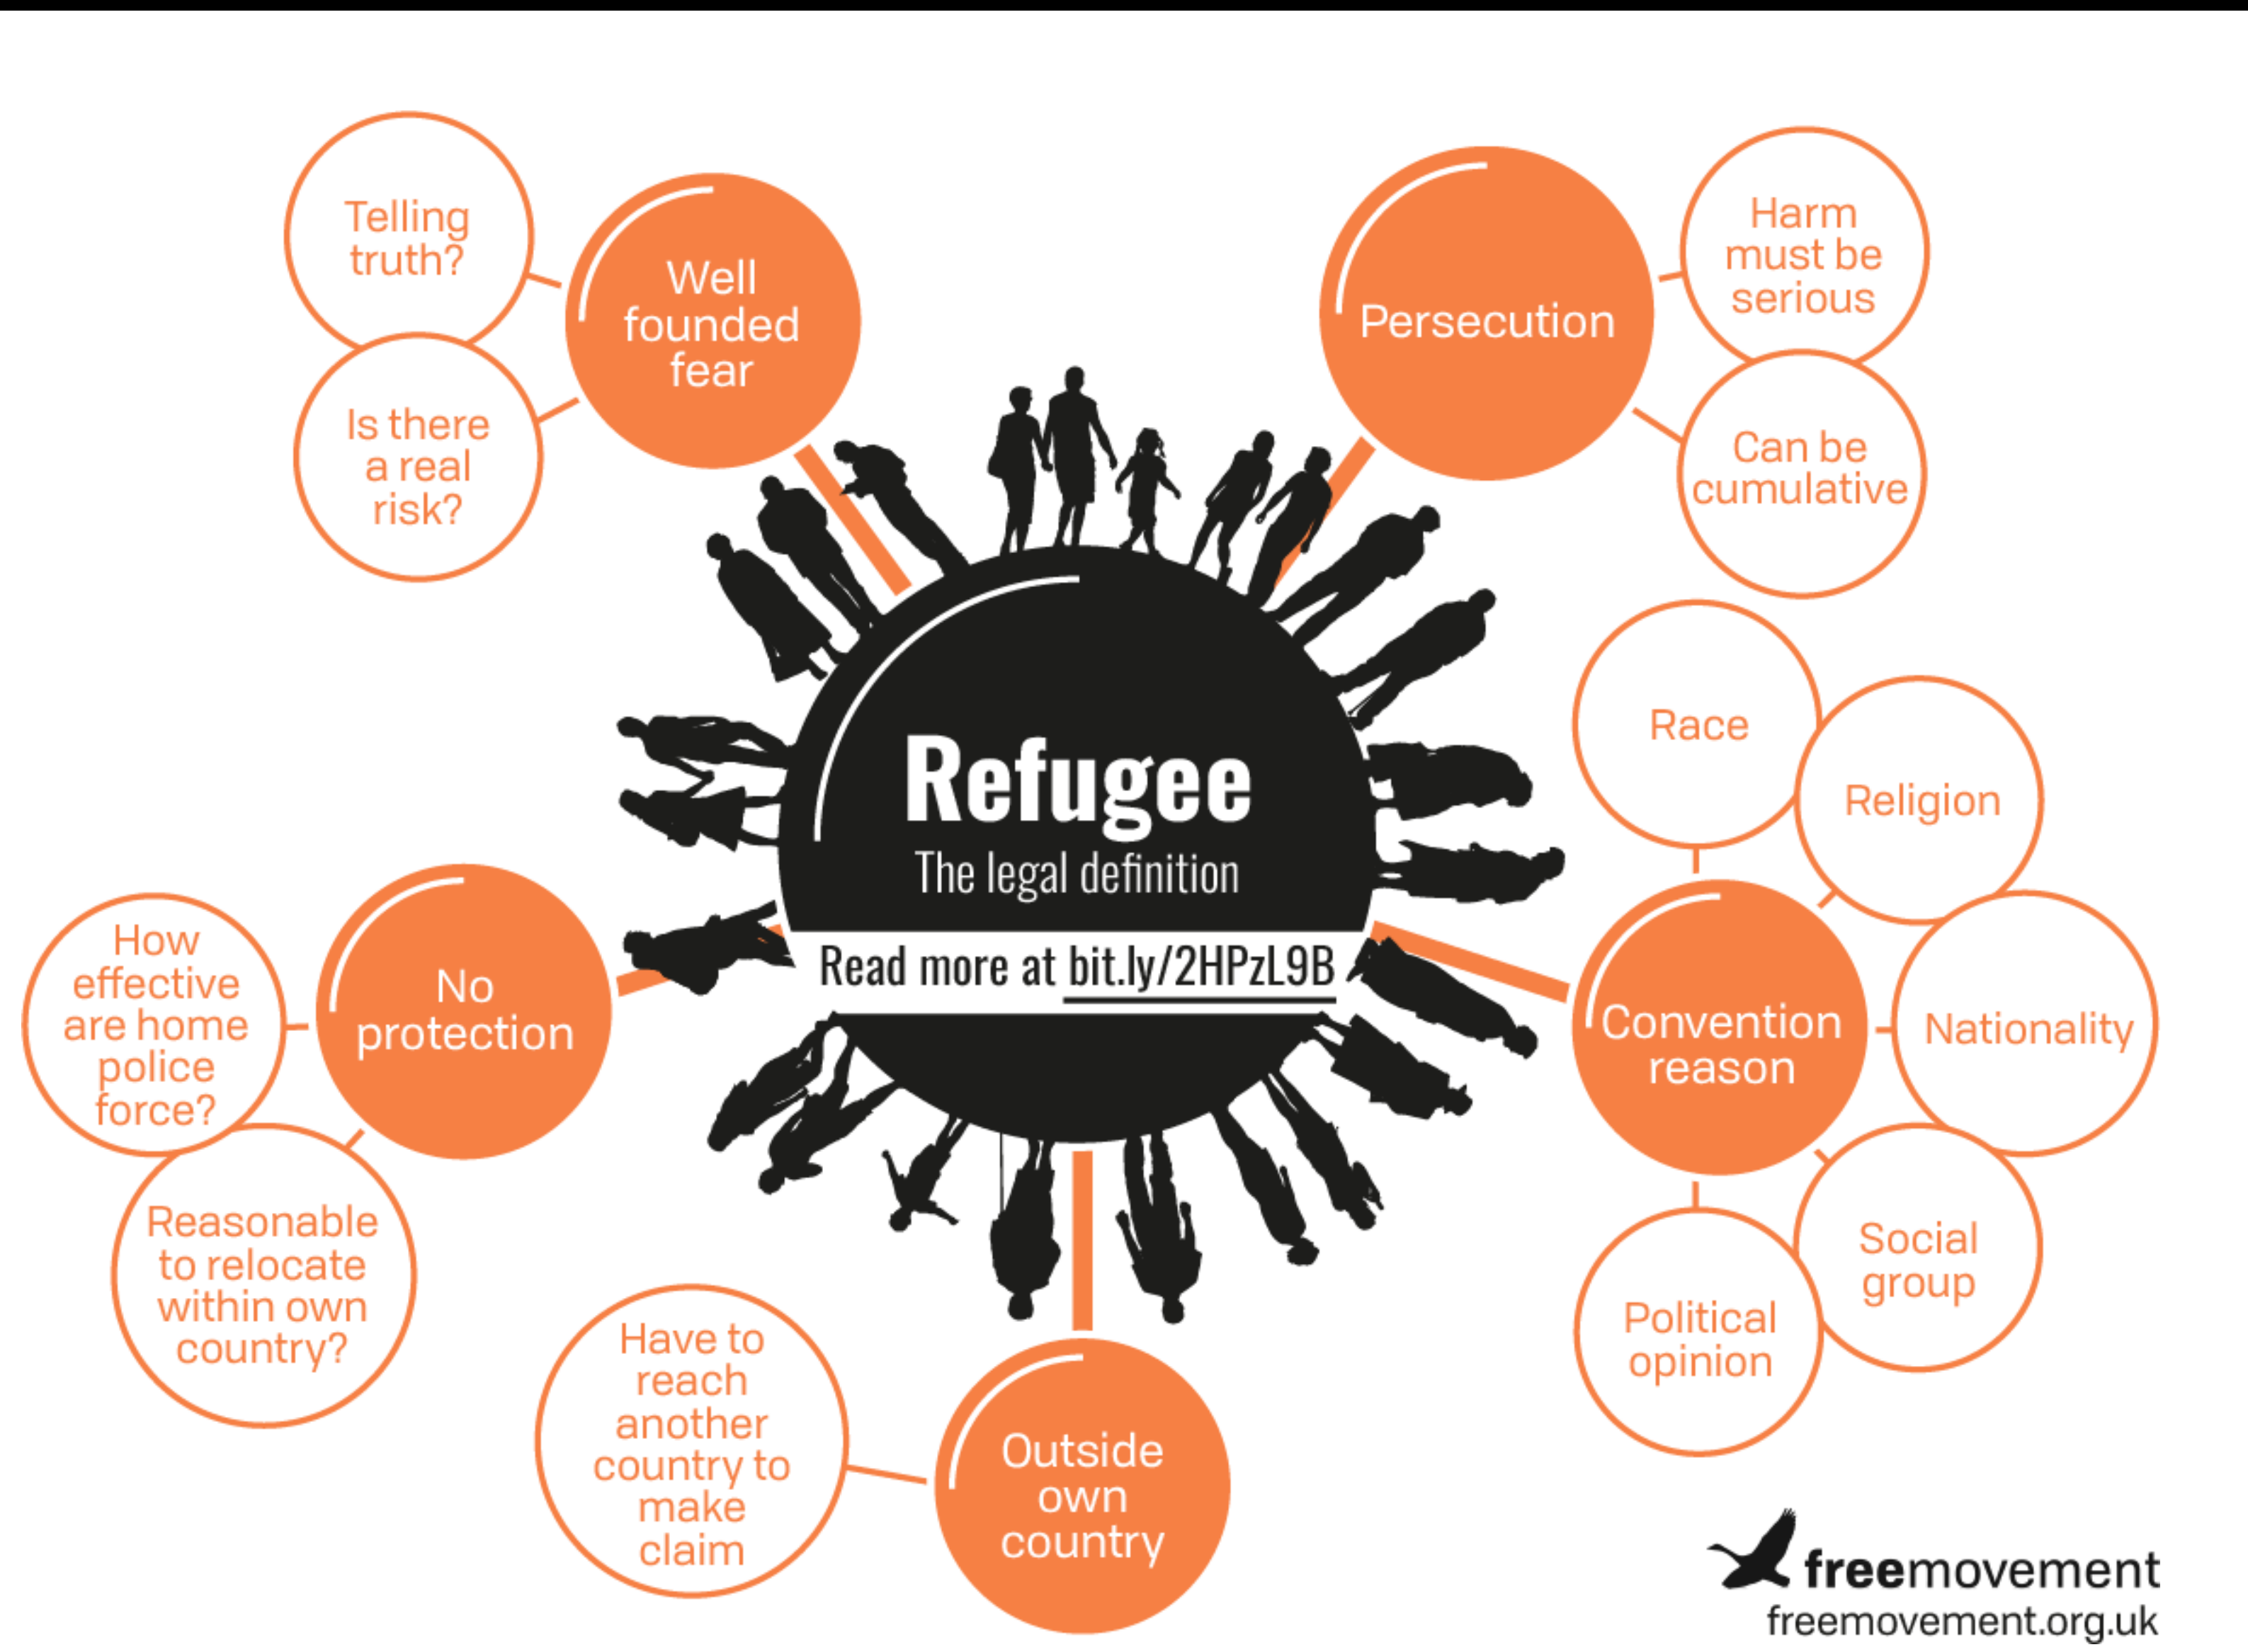 Telling
truth?
Is there
a real
risk?
Well
founded
fear
Persecution
Harm
must be
serious
Can be
cumulative
Refugee
The legal definition
Read more at bit.ly/2HPzL9B
Race
Religion
Nationality
Social
group
Political
opinion
Convention
reason
No
protection
How
effective
are home
police
force?
Reasonable
to relocate
within own
country?
Have to
reach
another
country to
make
claim
Outside
own
country
freemovement
freemovement.org.uk